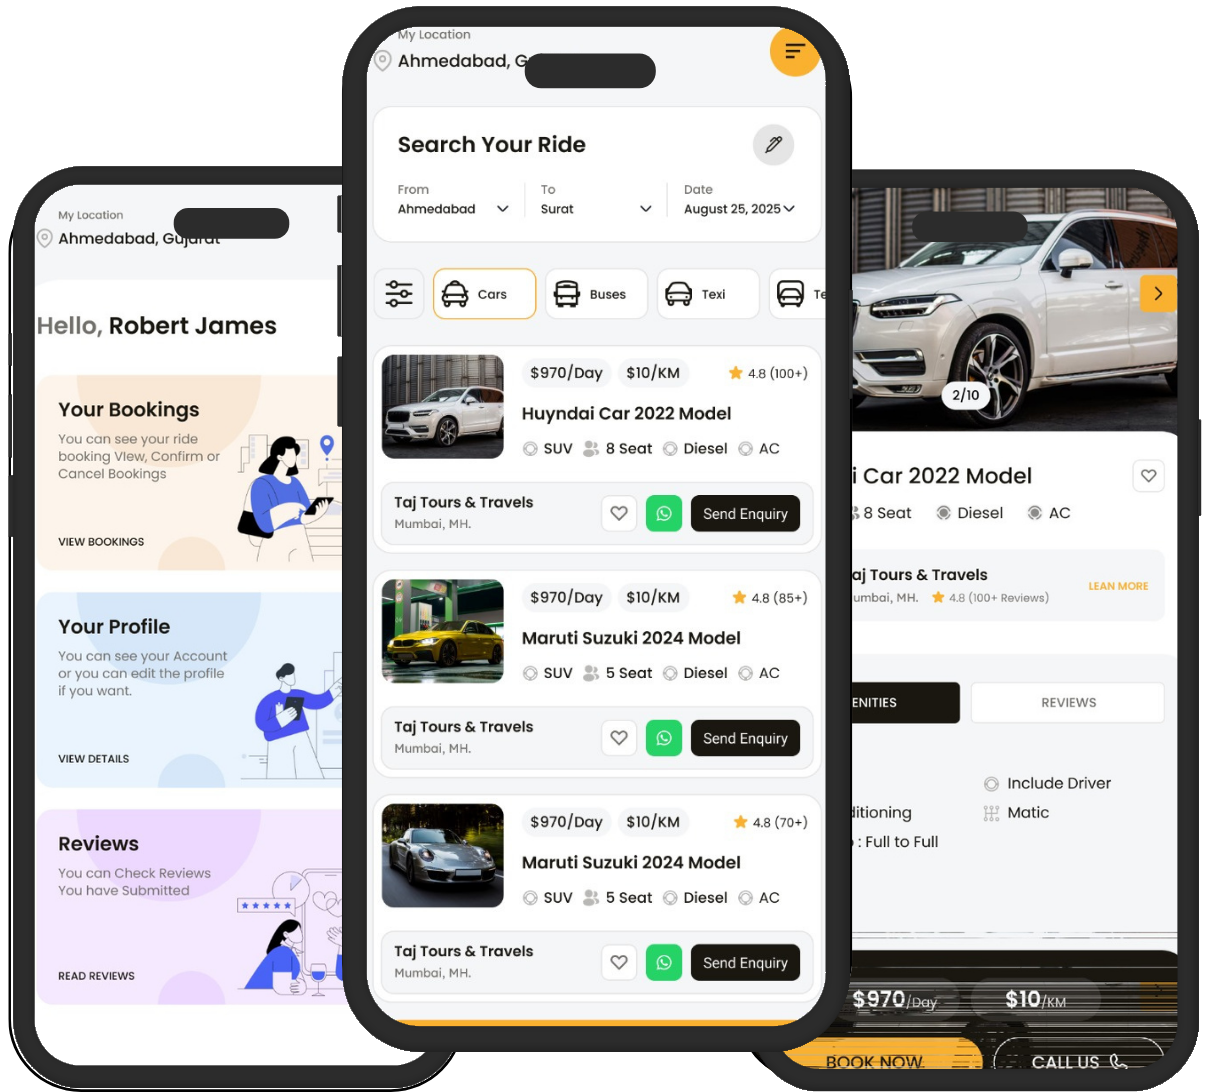 My Location
Ahmedabad, Gujarat
Hello, Robert James
Your Bookings
You can see your ride
booking VIew, Confirm or
Cancel Bookings
VIEW BOOKINGS
Your Profile
You can see your Account
or you can edit the profile
if you want.
VIEW DETAILS
Reviews
You can Check Reviews
You have Submitted
READ REVIEWS
My Location
Ahmedabad, G
Search Your Ride
From
To
Date
Ahmedabad
Surat
August 25, 2025
Cars
Buses
Texi
Te
$970/Day
$10/KM
4.8 (100+)
Huyndai Car 2022 Model
SUV
8 Seat
Diesel
AC
Taj Tours & Travels
Mumbai, MH.
Send Enquiry
$970/Day
$10/KM
4.8 (85+)
Maruti Suzuki 2024 Model
SUV
5 Seat
Diesel
AC
Taj Tours & Travels
Mumbai, MH.
Send Enquiry
$970/Day
$10/KM
4.8 (70+)
Maruti Suzuki 2024 Model
SUV
5 Seat
Diesel
AC
Taj Tours & Travels
Mumbai, MH.
Send Enquiry
2/10
i Car 2022 Model
8 Seat
Diesel
AC
aj Tours & Travels
umbai, MH.
4.8 (100+ Reviews)
LEAN MORE
ENITIES
REVIEWS
Include Driver
ditioning
Matic
: Full to Full
$970/Day
$10/KM
BOOK NOW
CALL US